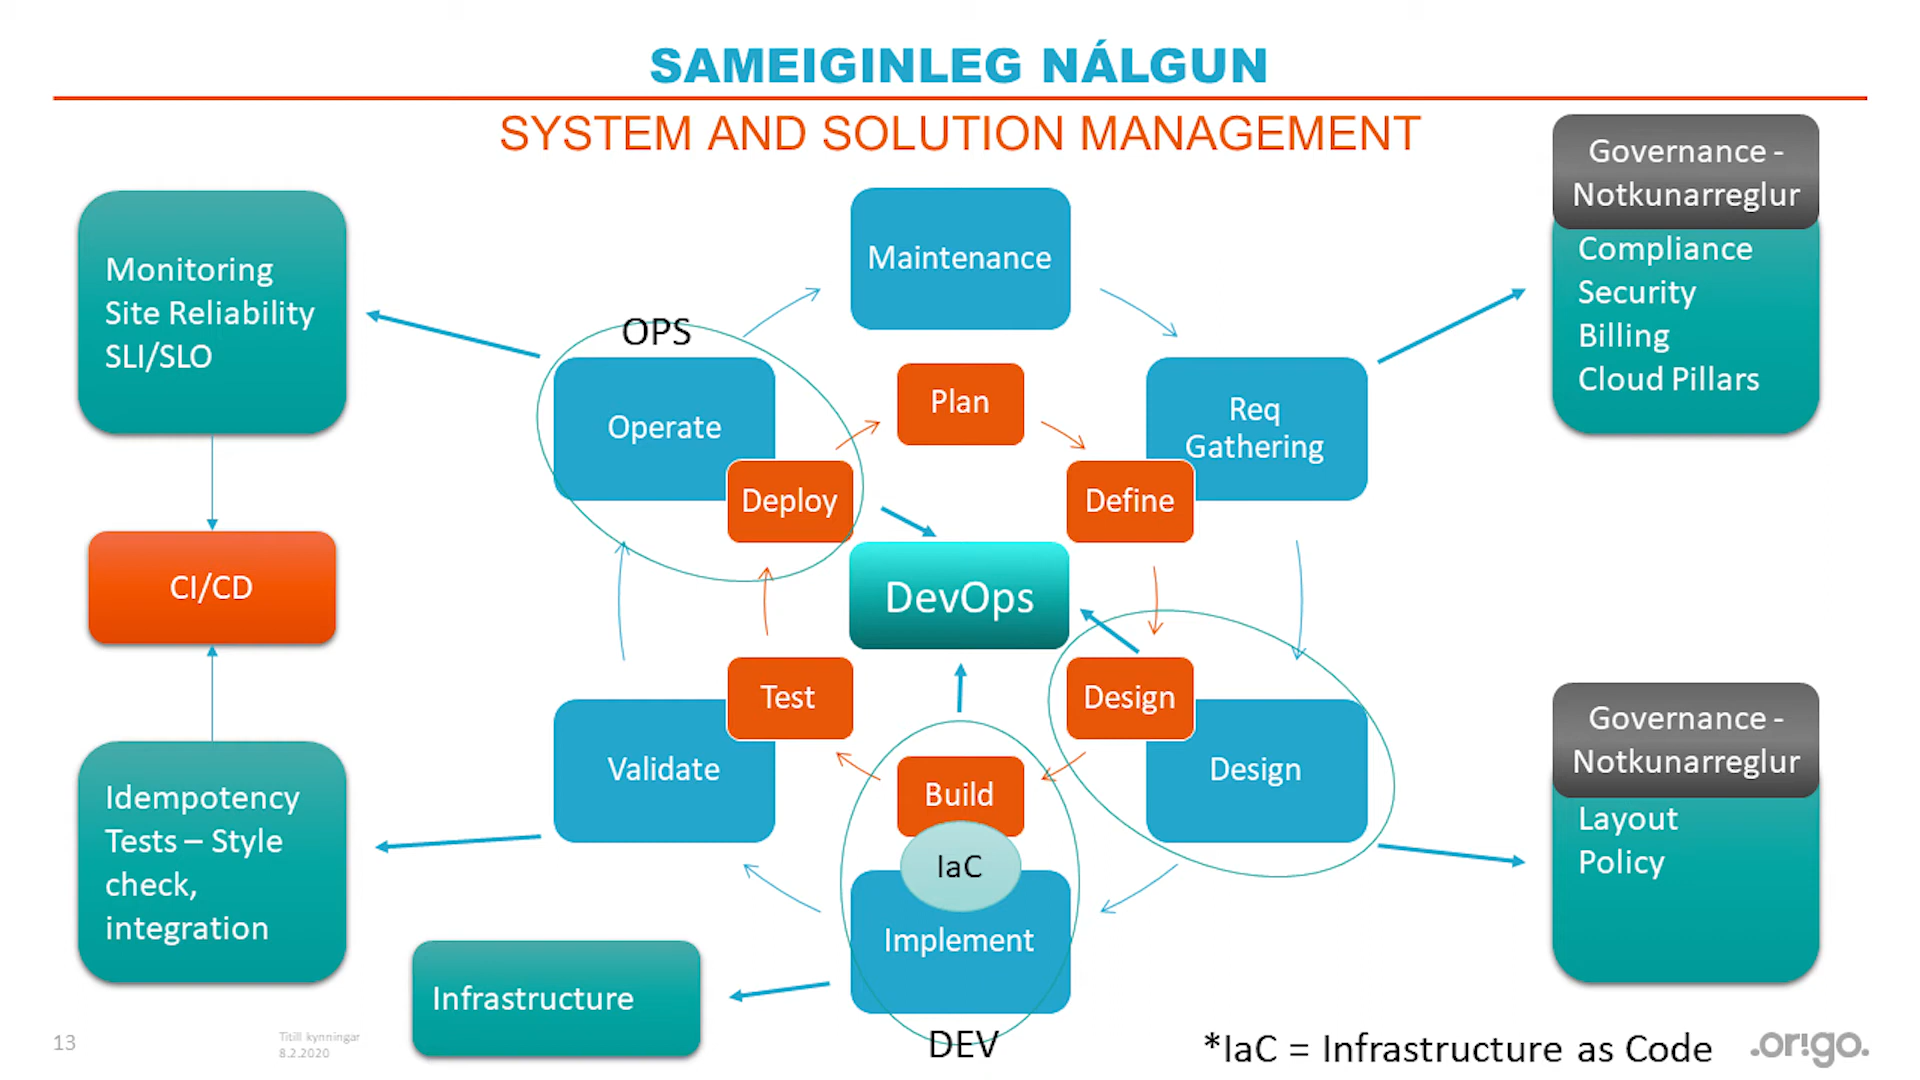 SAMEIGINLEG NÁLGUN
SYSTEM AND SOLUTION MANAGEMENT
Governance -
Notkunarreglur
Compliance
Security
Billing
Cloud Pillars
Monitoring
Site Reliability
SLI/SLO
Maintenance
OPS
Operate
Plan
Req
Gathering
Deploy
Define
CI/CD
DevOps
Test
Design
Validate
Design
Build
IaC
Implement
Governance -
Notkunarreglur
Layout
Policy
Idempotency
Tests – Style
check,
integration
Infrastructure
DEV
13
Titill kynningar
8.2.2020
*IaC = Infrastructure as Code
.or!go.